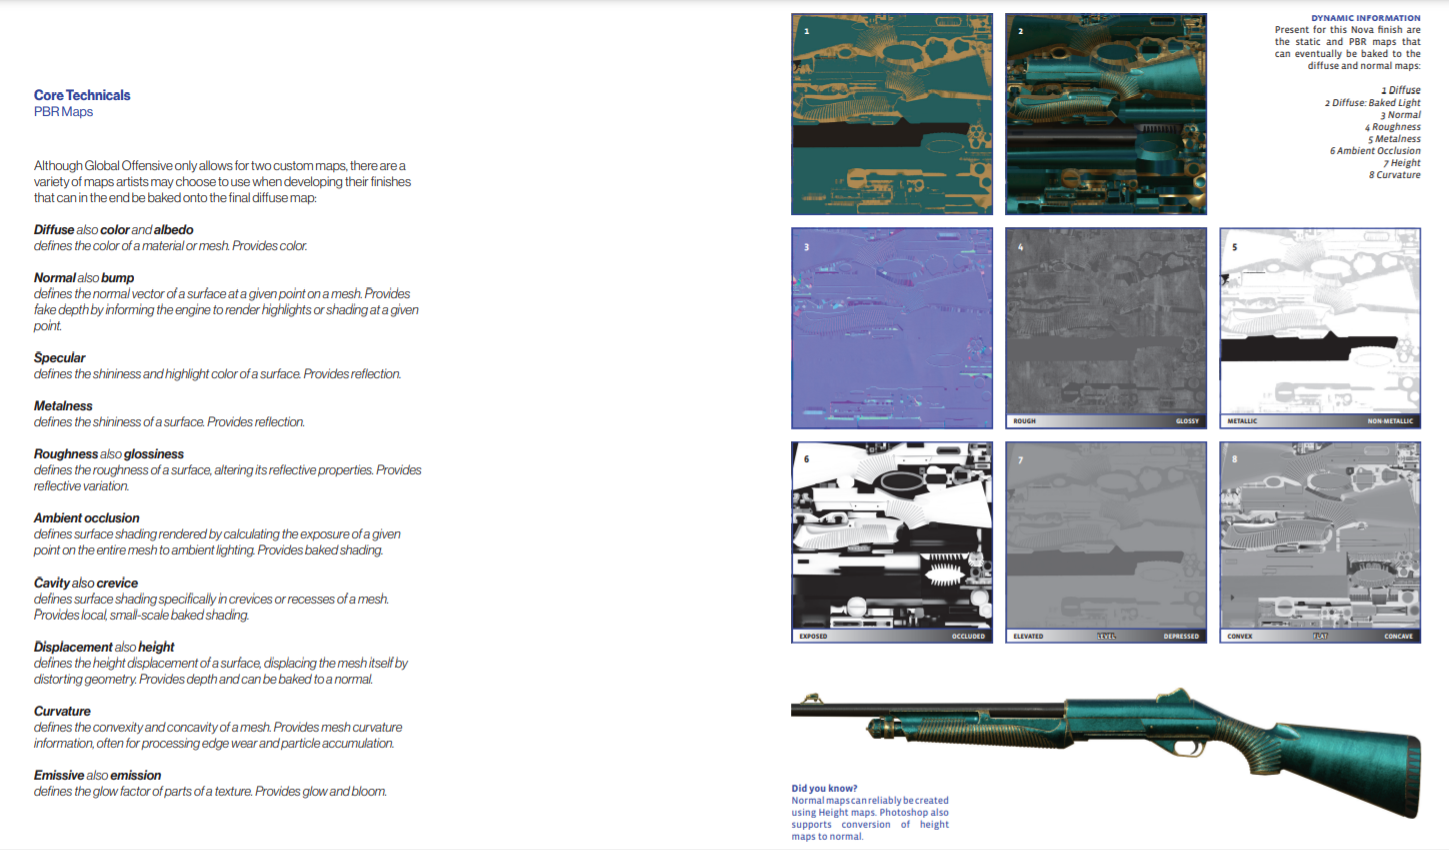 Core Technicals
PBR Maps
Although Global Offensive only allows for two custom maps, there are a
variety of maps artists may choose to use when developing their finishes
that can in the end be baked onto the final diffuse map:
Diffuse also color and albedo
defines the color of a material or mesh. Provides color.
Normal also bump
defines the normal vector of a surface at a given point on a mesh. Provides
fake depth by informing the engine to render highlights or shading at a given
point.
Specular
defines the shininess and highlight color of a surface. Provides reflection.
Metalness
defines the shininess of a surface. Provides reflection.
Roughness also glossiness
defines the roughness of a surface, altering its reflective properties. Provides
reflective variation.
Ambient occlusion
defines surface shading rendered by calculating the exposure of a given
point on the entire mesh to ambient lighting. Provides baked shading.
Cavity also crevice
defines surface shading specifically in crevices or recesses of a mesh.
Provides local, small-scale baked shading.
Displacement also height
defines the height displacement of a surface, displacing the mesh itself by
distorting geometry. Provides depth and can be baked to a normal.
Curvature
defines the convexity and concavity of a mesh. Provides mesh curvature
information, often for processing edge wear and particle accumulation.
Emissive also emission
defines the glow factor of parts of a texture. Provides glow and bloom.
1
2
DYNAMIC INFORMATION
Present for this Nova finish are
the static and PBR maps that
can eventually be baked to the
diffuse and normal maps:
1 Diffuse
2 Diffuse: Baked Light
3 Normal
4 Roughness
5 Metalness
6 Ambient Occlusion
7 Height
8 Curvature
3
4
ROUGH GLOSSY
5
METALLIC NON-METALLIC
6
EXPOSED OCCLUDED
7
ELEVATED LEVEL DEPRESSED
8
CONVEX FLAT CONCAVE
Did you know?
Normal maps can reliably be created
using Height maps. Photoshop also
supports conversion of height
maps to normal.